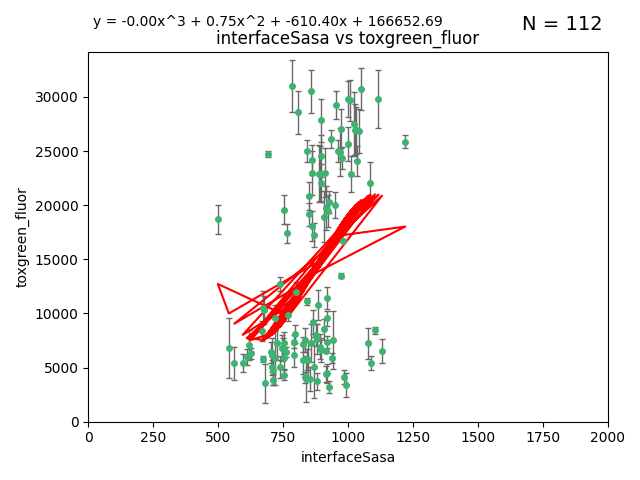 y = -0.00x^3 + 0.75x^2 + -610.40x + 166652.69
N = 112
interfaceSasa vs toxgreen_fluor
30000
25000
20000
15000
10000
5000
0
toxgreen_fluor
0 250 500 750 1000 1250 1500 1750 2000
interfaceSasa